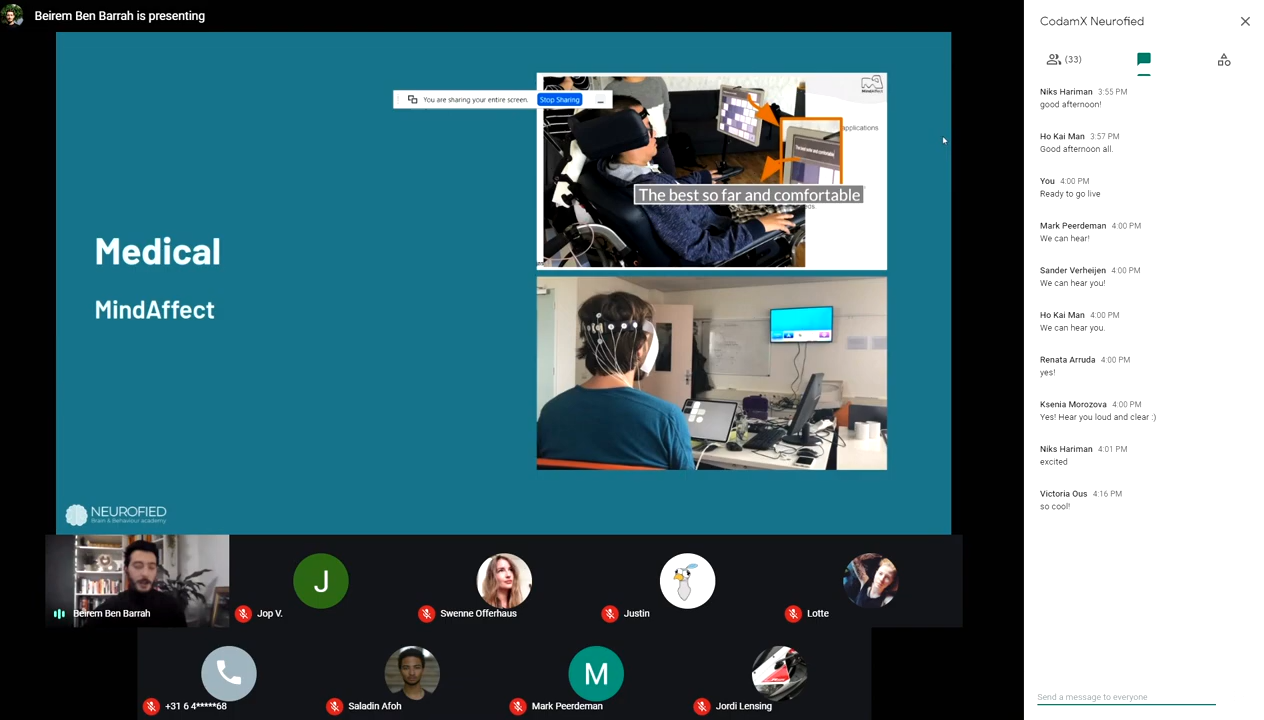 Beirem Ben Barrah is presenting
You are sharing your entire screen.
Stop Sharing
MindAffect
applications
The best so far and comfortable
Medical
MindAffect
NEUROFIED
Brain & Behaviour academy
Beirem Ben Barrah
J
Jop V.
Swenne Offerhaus
Justin
Lotte
+31 6 4*****68
Saladin Afoh
M
Mark Peerdeman
Jordi Lensing
CodamX Neurofied
(33)
Niks Hariman 3:55 PM
good afternoon!
Ho Kai Man 3:57 PM
Good afternoon all.
You 4:00 PM
Ready to go live
Mark Peerdeman 4:00 PM
We can hear!
Sander Verheijen 4:00 PM
We can hear you!
Ho Kai Man 4:00 PM
We can hear you.
Renata Arruda 4:00 PM
yes!
Ksenia Morozova 4:00 PM
Yes! Hear you loud and clear :)
Niks Hariman 4:01 PM
excited
Victoria Ous 4:16 PM
so cool!
Send a message to everyone